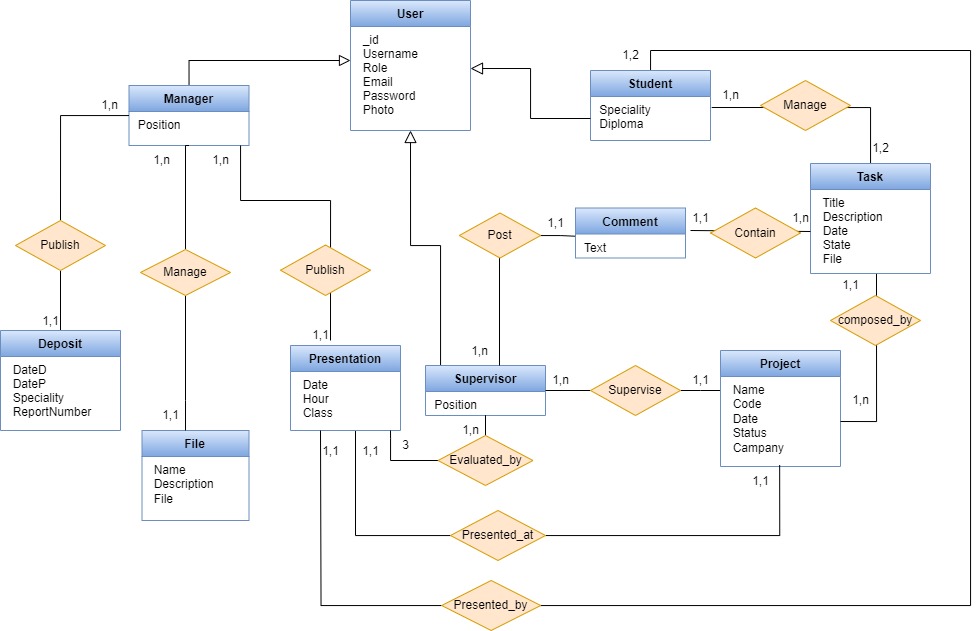 User
_id
Username
Role
Email
Password
Photo
1,2
Student
Speciality
Diploma
1,n
Manage
1,2
Manager
Position
1,n
1,n
1,n
Publish
Manage
Publish
1,1
1,1
1,1
Deposit
DateD
DateP
Speciality
ReportNumber
File
Name
Description
File
Presentation
Date
Hour
Class
1,1
1,1
3
Post
1,1
1,n
Comment
Text
1,1
Contain
1,n
Task
Title
Description
Date
State
File
1,1
composed_by
1,n
Supervisor
Position
1,n
1,n
Supervise
1,1
Project
Name
Code
Date
Status
Campany
1,1
Evaluated_by
Presented_at
Presented_by